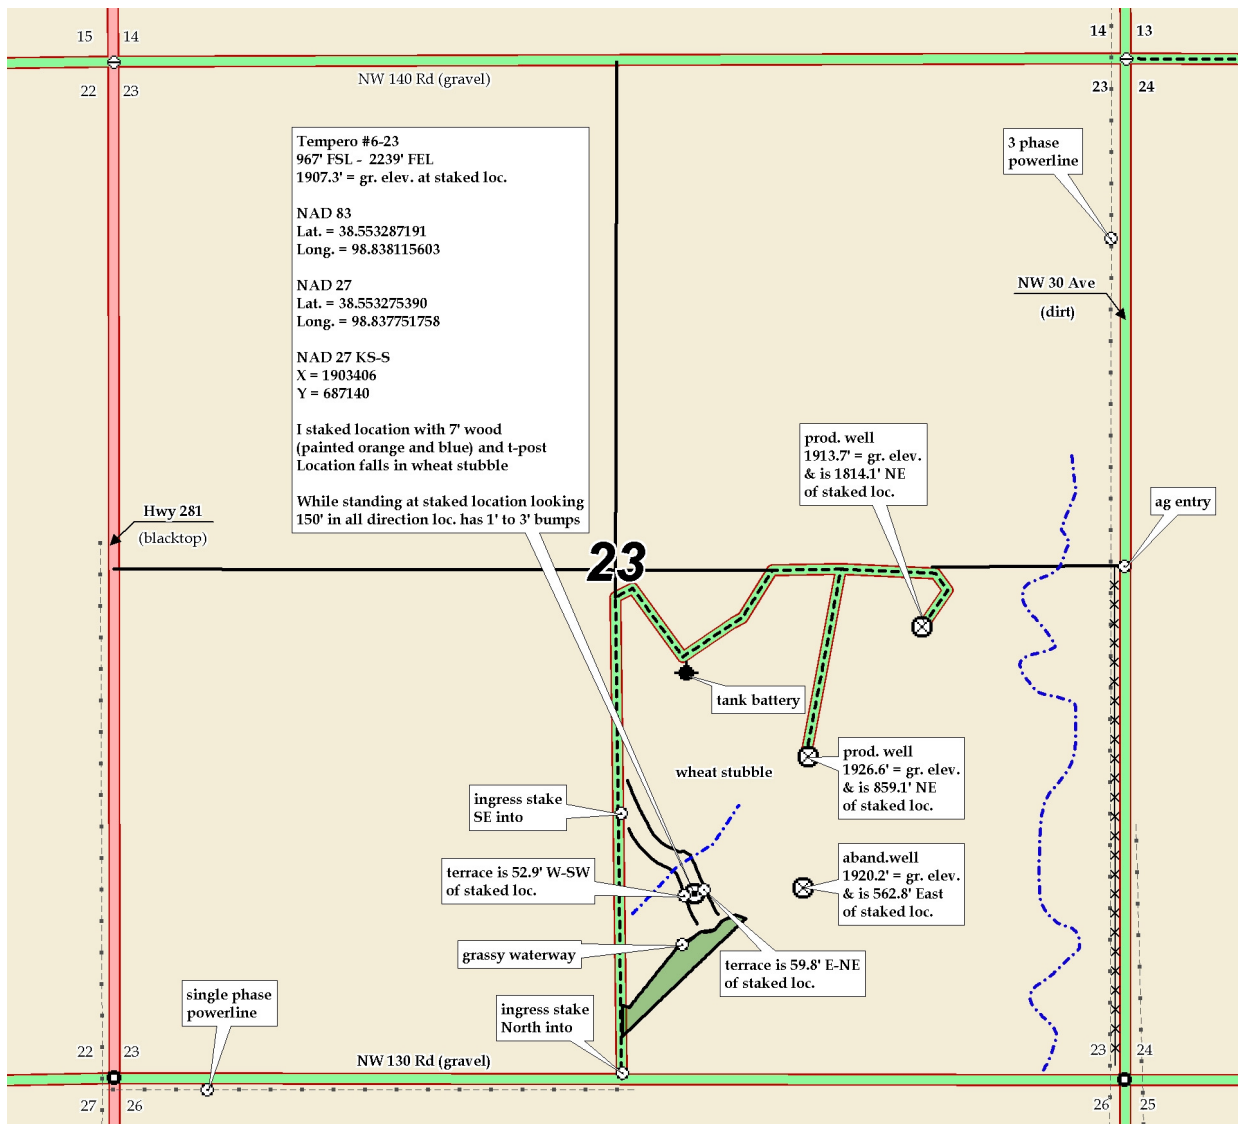 15 14
14 13
NW 140 Rd (gravel)
22 23
23 24
Tempero #6-23
967' FSL - 2239' FEL
1907.3' = gr. elev. at staked loc.
NAD 83
Lat. = 38.553287191
Long. = 98.838115603
NAD 27
Lat. = 38.553275390
Long. = 98.837751758
NAD 27 KS-S
X = 1903406
Y = 687140
I staked location with 7' wood
(painted orange and blue) and t-post
Location falls in wheat stubble
While standing at staked location looking
150' in all direction loc. has 1' to 3' bumps
3 phase
powerline
NW 30 Ave
(dirt)
prod. well
1913.7' = gr. elev.
& is 1814.1' NE
of staked loc.
ag entry
Hwy 281
(blacktop)
23
tank battery
wheat stubble
prod. well
1926.6' = gr. elev.
& is 859.1' NE
of staked loc.
ingress stake
SE into
terrace is 52.9' W-SW
of staked loc.
aband.well
1920.2' = gr. elev.
& is 562.8' East
of staked loc.
grassy waterway
terrace is 59.8' E-NE
of staked loc.
single phase
powerline
ingress stake
North into
22 23
NW 130 Rd (gravel)
23 24
27 26
26 25